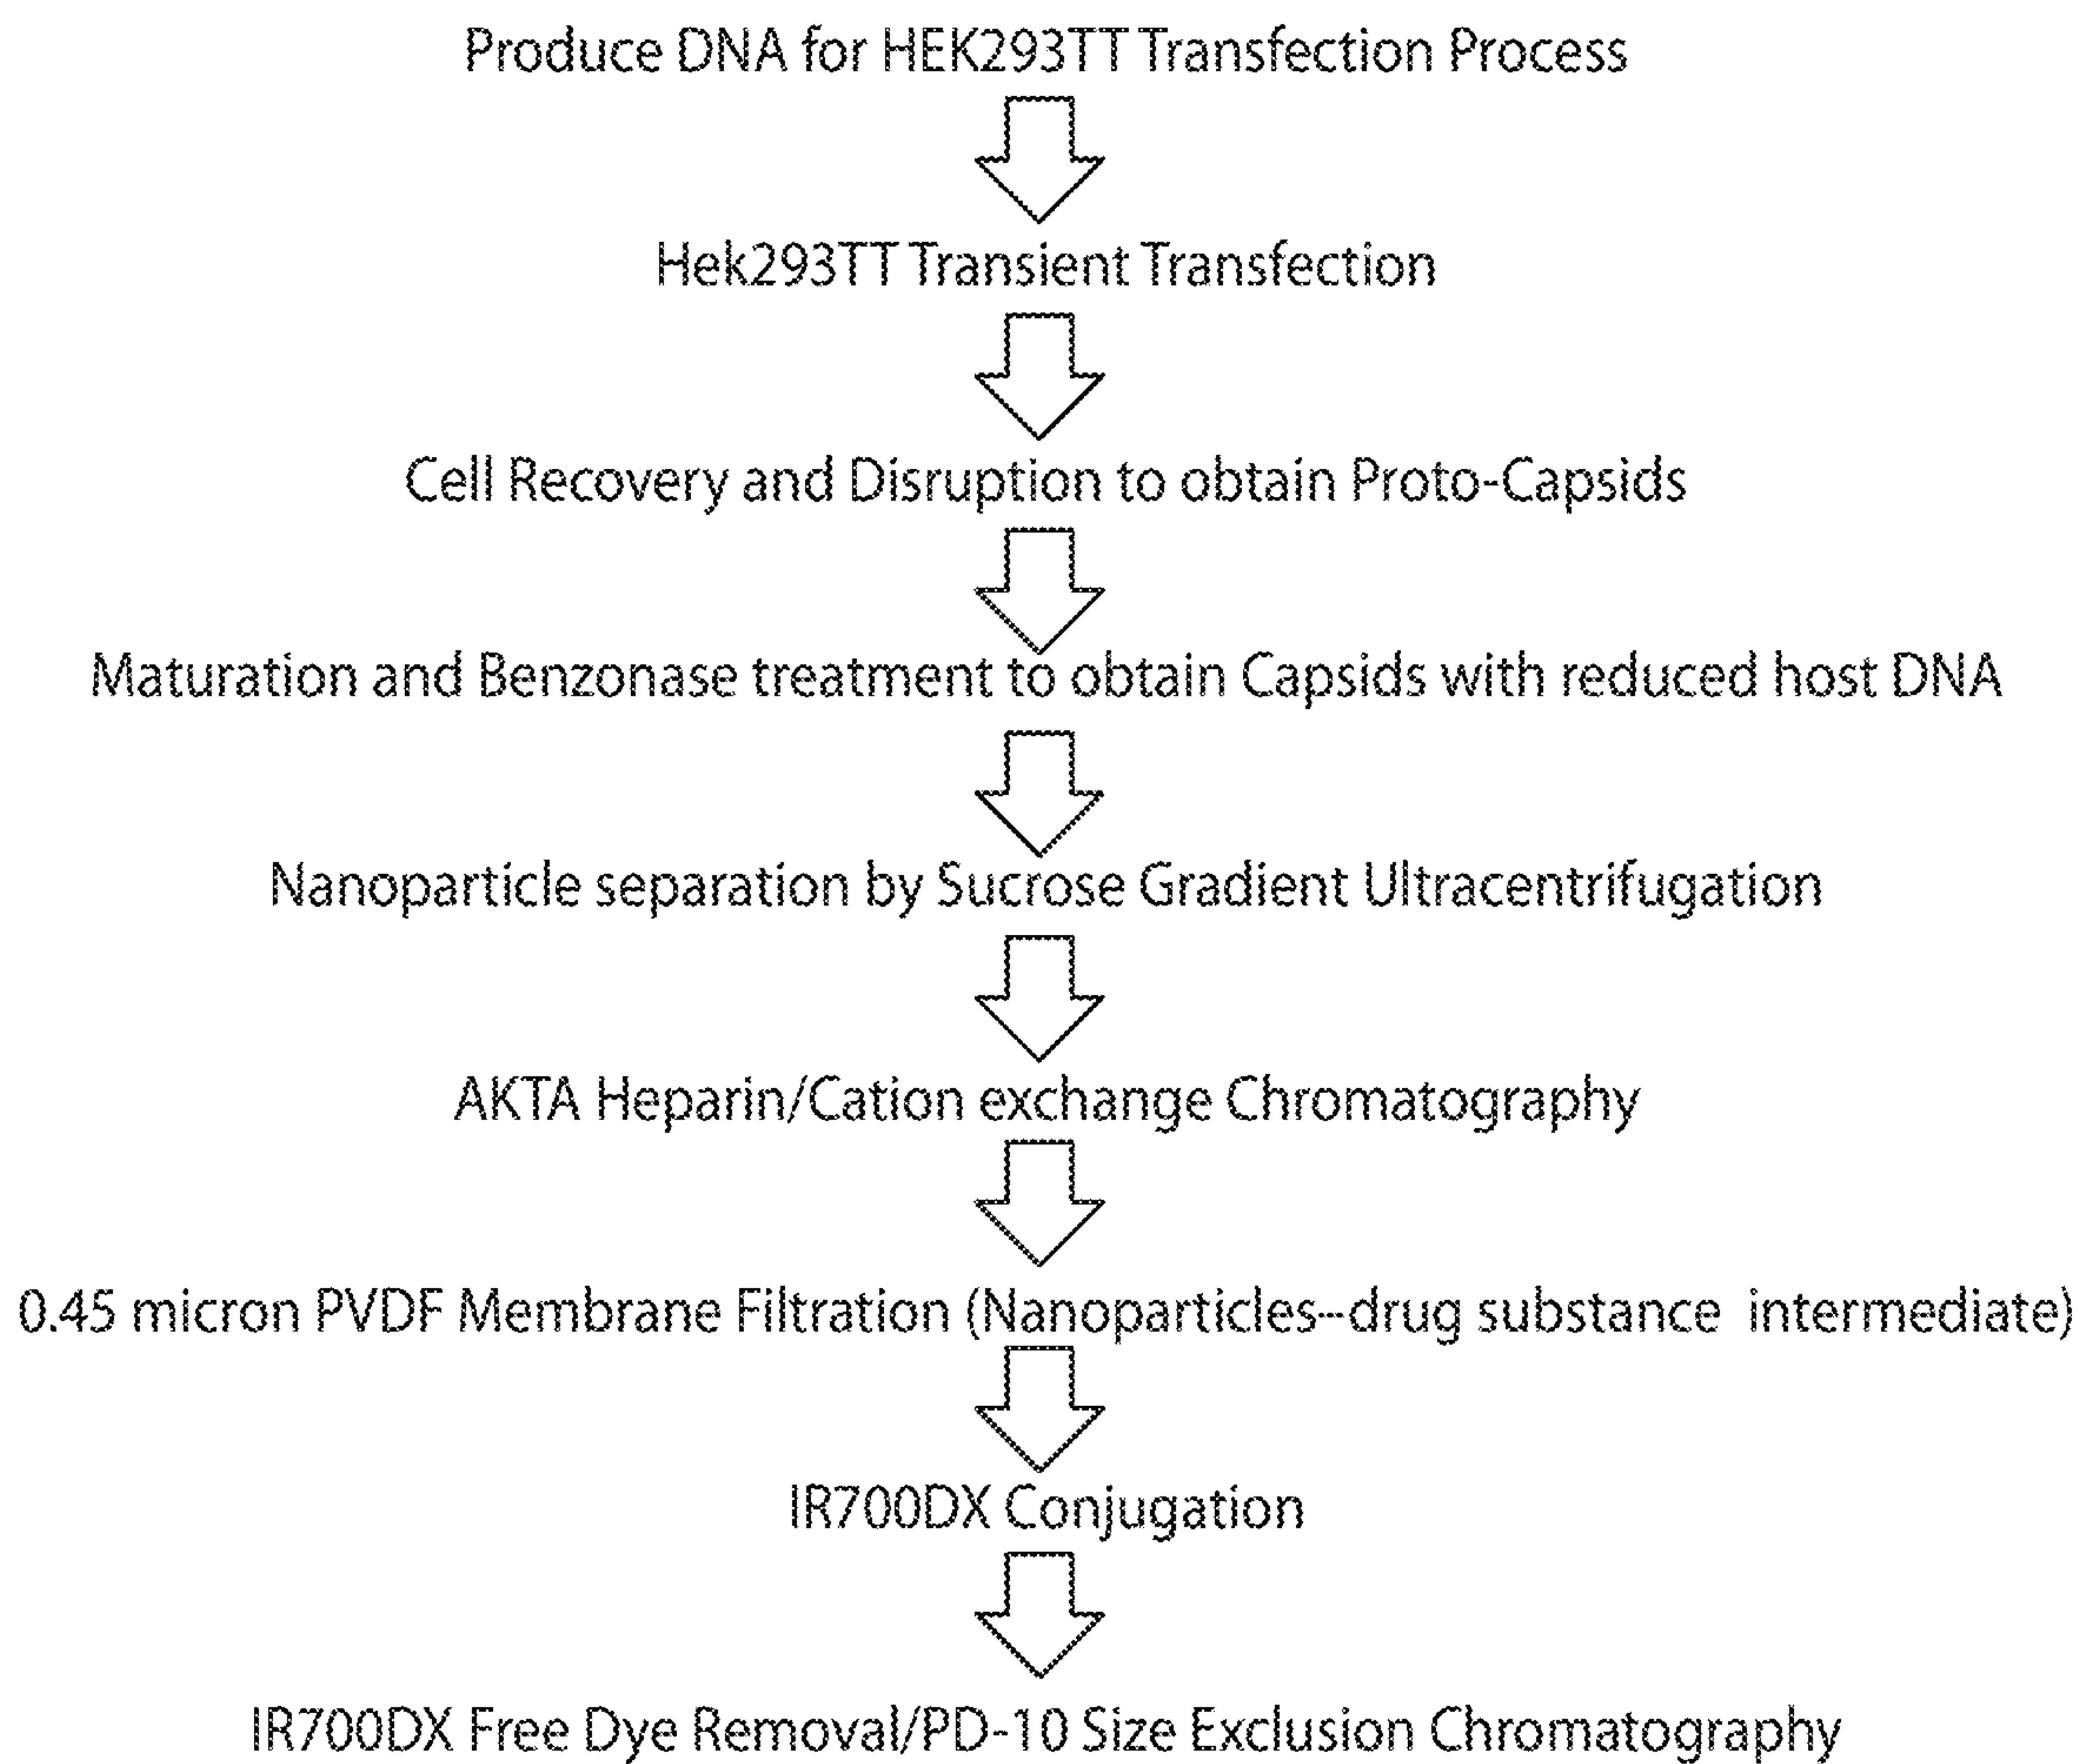 Produce DNA for HEK293TT Transfection Process
Hek293TT Transient Transfection
Cell Recovery and Disruption to obtain Proto-Capsids
Maturation and Benzonase treatment to obtain Capsids with reduced host DNA
Nanoparticle separation by Sucrose Gradient Ultracentrifugation
AKTA Heparin/Cation exchange Chromatography
0.45 micron PVDF Membrane Filtration (Nanoparticles--drug substance intermediate)
IR700DX Conjugation
IR700DX Free Dye Removal/PD-10 Size Exclusion Chromatography